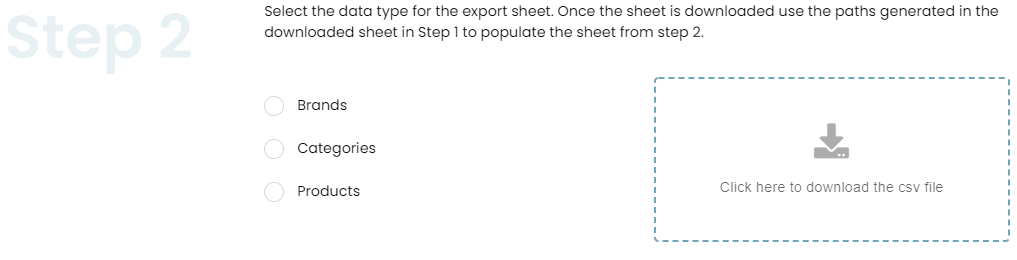 Step 2
Select the data type for the export sheet. Once the sheet is downloaded use the paths generated in the
downloaded sheet in Step 1 to populate the sheet from step 2.
Brands
Categories
Products
Click here to download the csv file